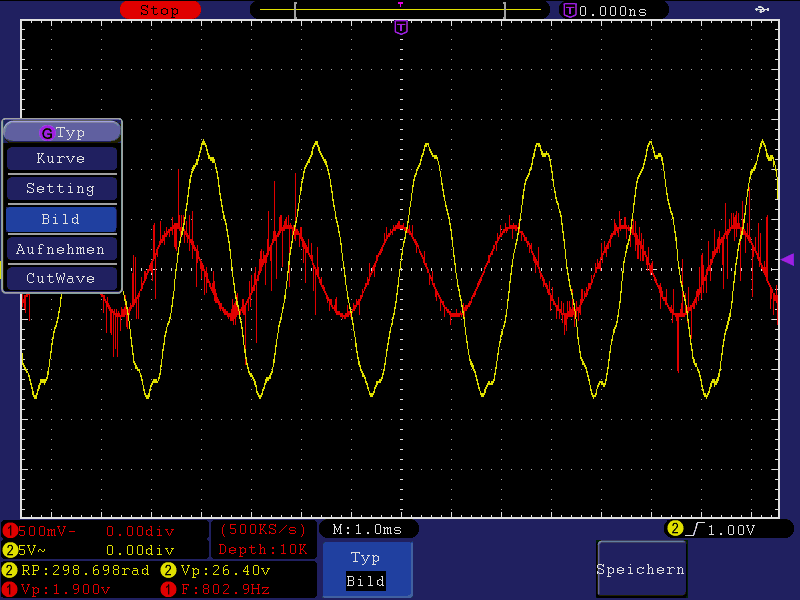 Stop
T
T 0.000ns
T
G Typ
Kurve
Setting
Bild
Aufnehmen
CutWave
1 500mV- 0.00div (500KS/s) M:1.0ms 2 1.00V
2 5V~ 0.00div Depth:10K
Typ
Bild
Speichern
2 RP:298.698rad 2 Vp:26.40v
1 Vp:1.900v 1 F:802.9Hz